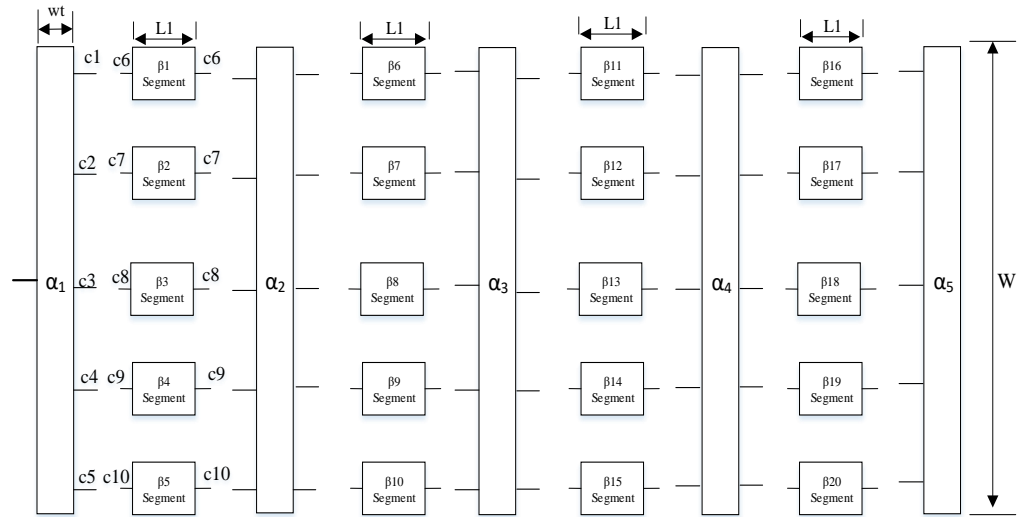 wt
L1
L1
L1
L1
c1 c6 β1 Segment c6 β6 Segment β11 Segment β16 Segment
c2 c7 β2 Segment c7 β7 Segment β12 Segment β17 Segment
α1 c3 c8 β3 Segment c8 α2 β8 Segment α3 β13 Segment α4 β18 Segment α5 W
c4 c9 β4 Segment c9 β9 Segment β14 Segment β19 Segment
c5 c10 β5 Segment c10 β10 Segment β15 Segment β20 Segment